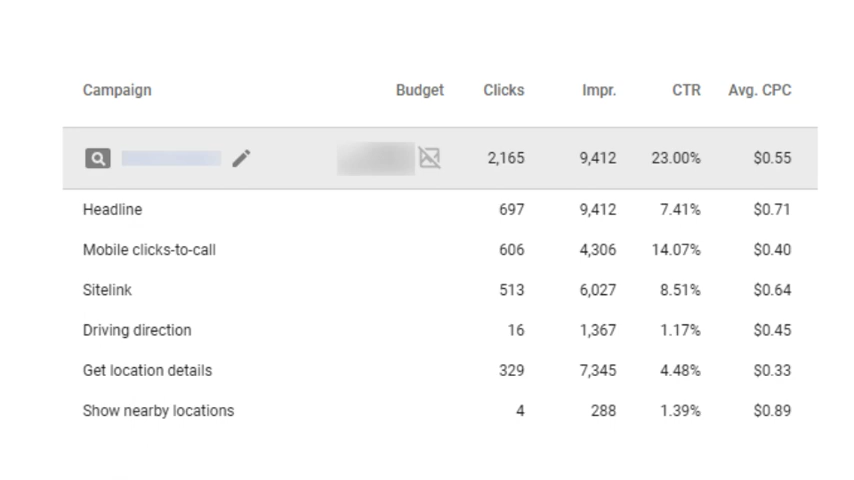 Campaign Budget Clicks Impr. CTR Avg. CPC
2,165 9,412 23.00% $0.55
Headline 697 9,412 7.41% $0.71
Mobile clicks-to-call 606 4,306 14.07% $0.40
Sitelink 513 6,027 8.51% $0.64
Driving direction 16 1,367 1.17% $0.45
Get location details 329 7,345 4.48% $0.33
Show nearby locations 4 288 1.39% $0.89